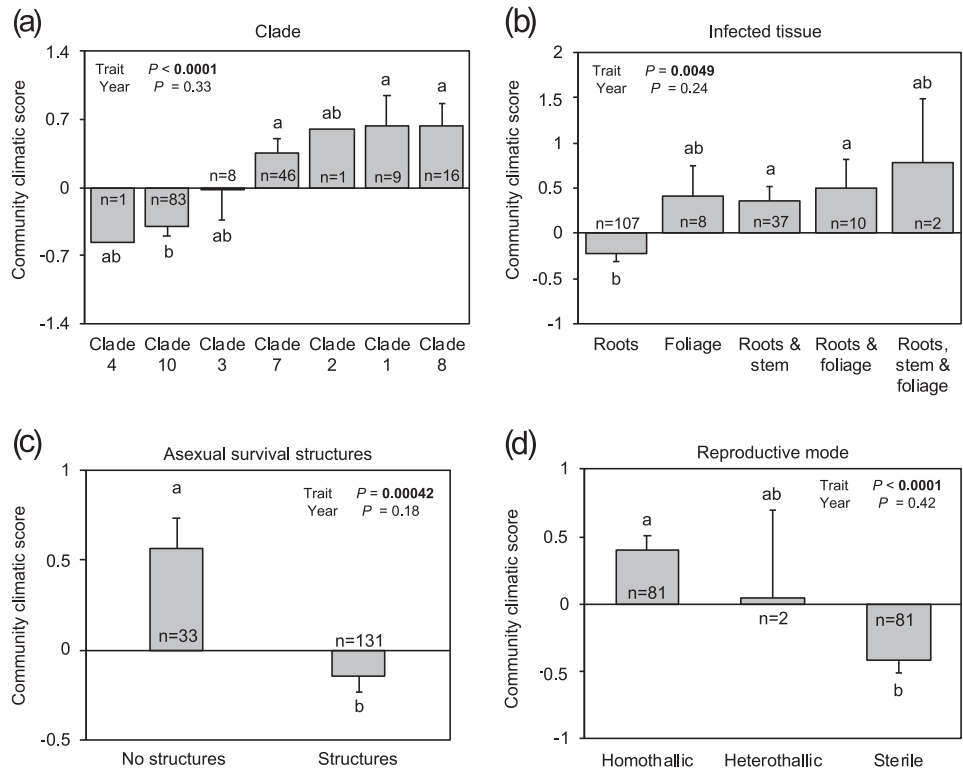 (a)
Clade
Community climatic score
1.4
0.7
0
-0.7
-1.4
Trait P < 0.0001
Year P = 0.33
n=1
ab
n=83
b
n=8
ab
a
n=46
ab
n=1
a
n=9
a
n=16
Clade Clade Clade Clade Clade Clade Clade
4 10 3 7 2 1 8
(b)
Infected tissue
Community climatic score
2
1.5
1
0.5
0
-0.5
-1
Trait P = 0.0049
Year P = 0.24
n=107
b
ab
n=8
a
n=37
a
n=10
ab
n=2
Roots Foliage Roots & Roots & Roots,
stem foliage stem &
foliage
(c)
Asexual survival structures
Community climatic score
1
0.5
0
-0.5
Trait P = 0.00042
Year P = 0.18
a
n=33
n=131
b
No structures Structures
(d)
Reproductive mode
Community climatic score
1
0.5
0
-0.5
-1
Trait P < 0.0001
Year P = 0.42
a
n=81
ab
n=2
n=81
b
Homothallic Heterothallic Sterile